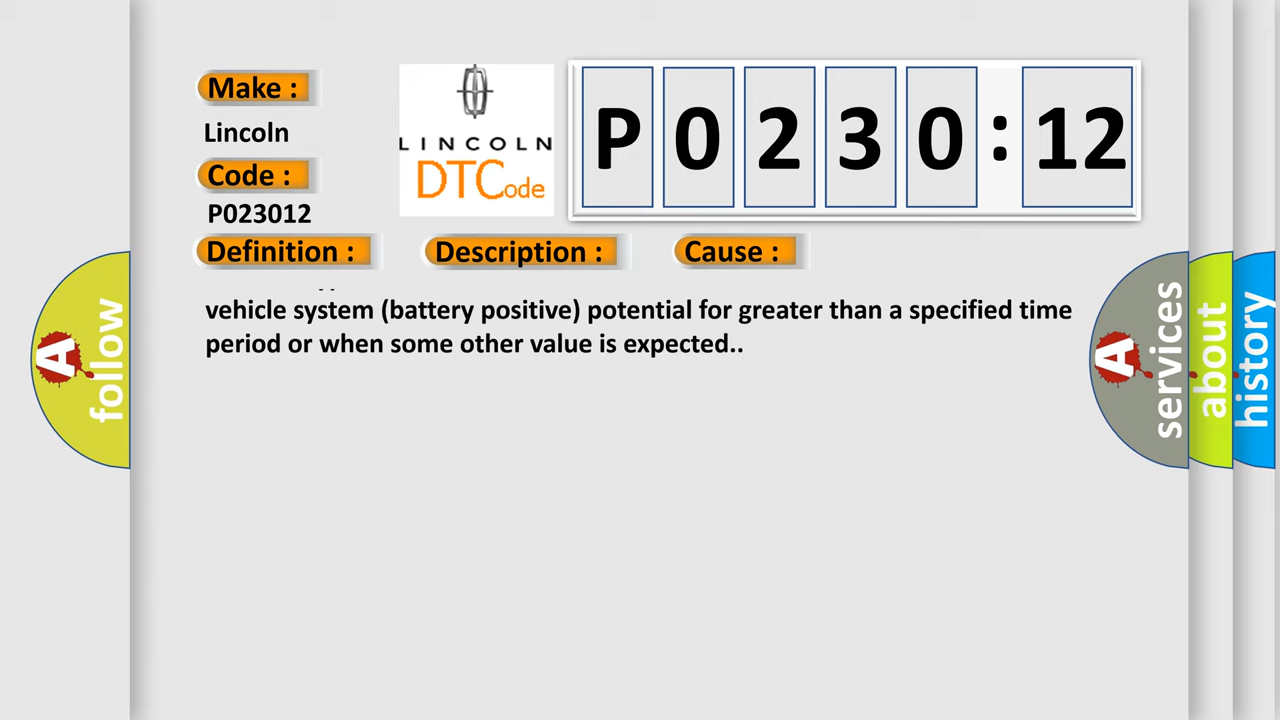 Make :
Lincoln
Code :
P023012
LINCOLN
DTCode
P0230:12
Definition :
Description :
Cause :
vehicle system (battery positive) potential for greater than a specified time
period or when some other value is expected..
A follow
A services
about
history